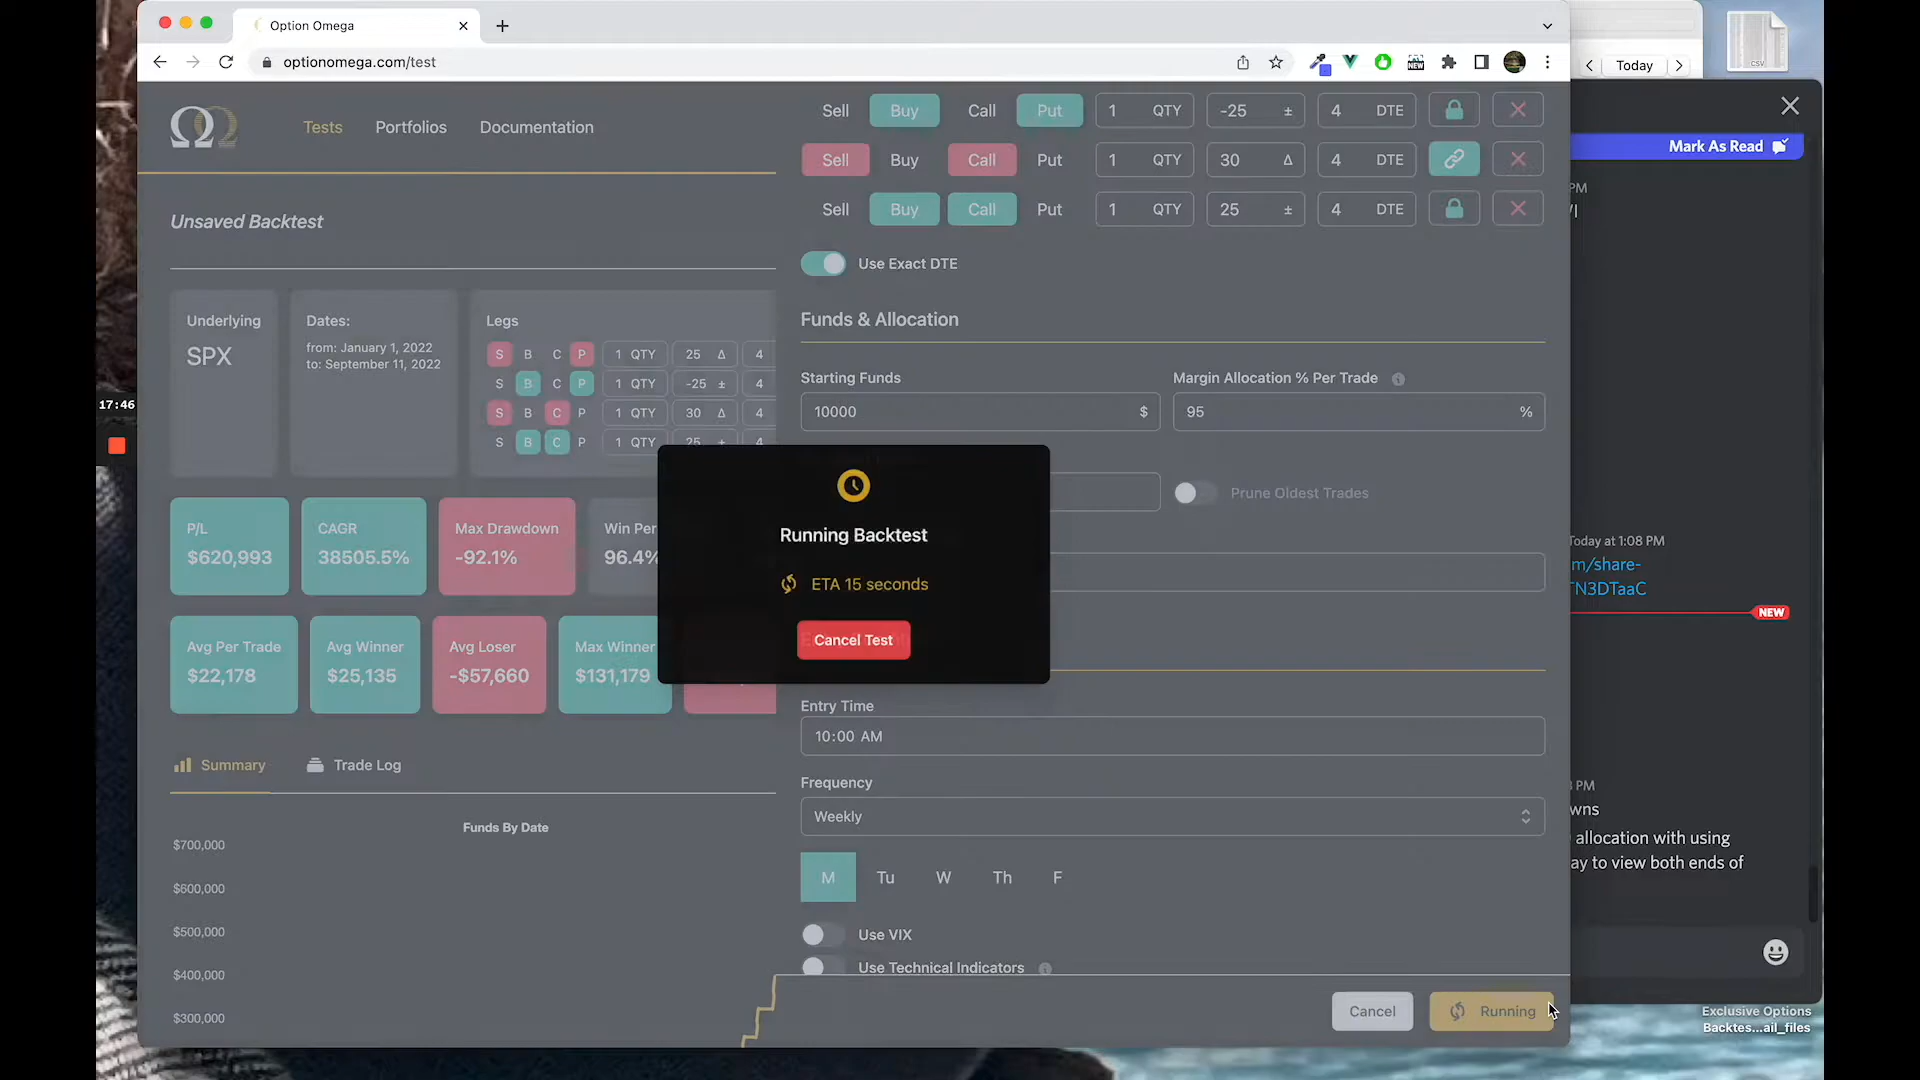 Option Omega
optionomega.com/test
NEW
Today
CSV
Tests
Portfolios
Documentation
Unsaved Backtest
Underlying
SPX
Dates:
from: January 1, 2022
to: September 11, 2022
Legs
S B C P 1 QTY 25 Δ 4
S B C P 1 QTY -25 ± 4
S B C P 1 QTY 30 Δ 4
S B C P 1 QTY 25 ± 4
P/L
$620,993
CAGR
38505.5%
Max Drawdown
-92.1%
Win Per
96.4%
Avg Per Trade
$22,178
Avg Winner
$25,135
Avg Loser
-$57,660
Max Winner
$131,179
Summary
Trade Log
Funds By Date
$700,000
$600,000
$500,000
$400,000
$300,000
Sell Buy Call Put 1 QTY -25 ± 4 DTE
Sell Buy Call Put 1 QTY 30 Δ 4 DTE
Sell Buy Call Put 1 QTY 25 ± 4 DTE
Use Exact DTE
Funds & Allocation
Starting Funds
10000 $
Margin Allocation % Per Trade
95 %
Prune Oldest Trades
Running Backtest
ETA 15 seconds
Cancel Test
Entry Time
10:00 AM
Frequency
Weekly
M Tu W Th F
Use VIX
Use Technical Indicators
Cancel
Running
17:46
Mark As Read
PM
Today at 1:08 PM
m/share-
N3DTaaC
NEW
PM
wns
allocation with using
ay to view both ends of
Exclusive Options
Backtes...ail_files